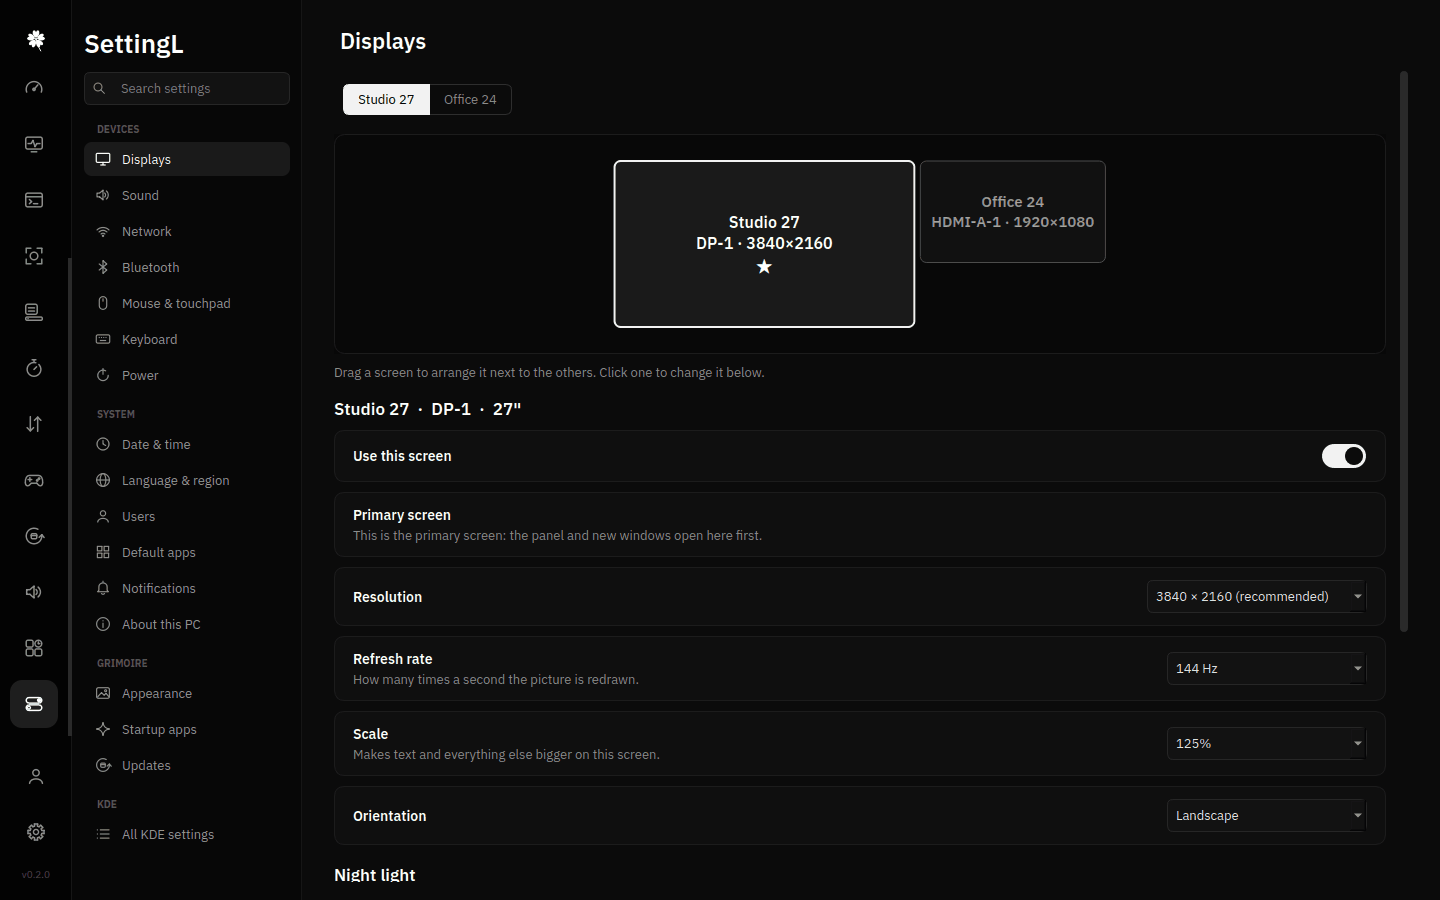 SettingL
Search settings
DEVICES
Displays
Sound
Network
Bluetooth
Mouse & touchpad
Keyboard
Power
SYSTEM
Date & time
Language & region
Users
Default apps
Notifications
About this PC
GRIMOIRE
Appearance
Startup apps
Updates
KDE
All KDE settings
v0.2.0
Displays
Studio 27
Office 24
Studio 27
DP-1 · 3840×2160
★
Office 24
HDMI-A-1 · 1920×1080
Drag a screen to arrange it next to the others. Click one to change it below.
Studio 27 · DP-1 · 27"
Use this screen
Primary screen
This is the primary screen: the panel and new windows open here first.
Resolution
3840 × 2160 (recommended)
Refresh rate
How many times a second the picture is redrawn.
144 Hz
Scale
Makes text and everything else bigger on this screen.
125%
Orientation
Landscape
Night light